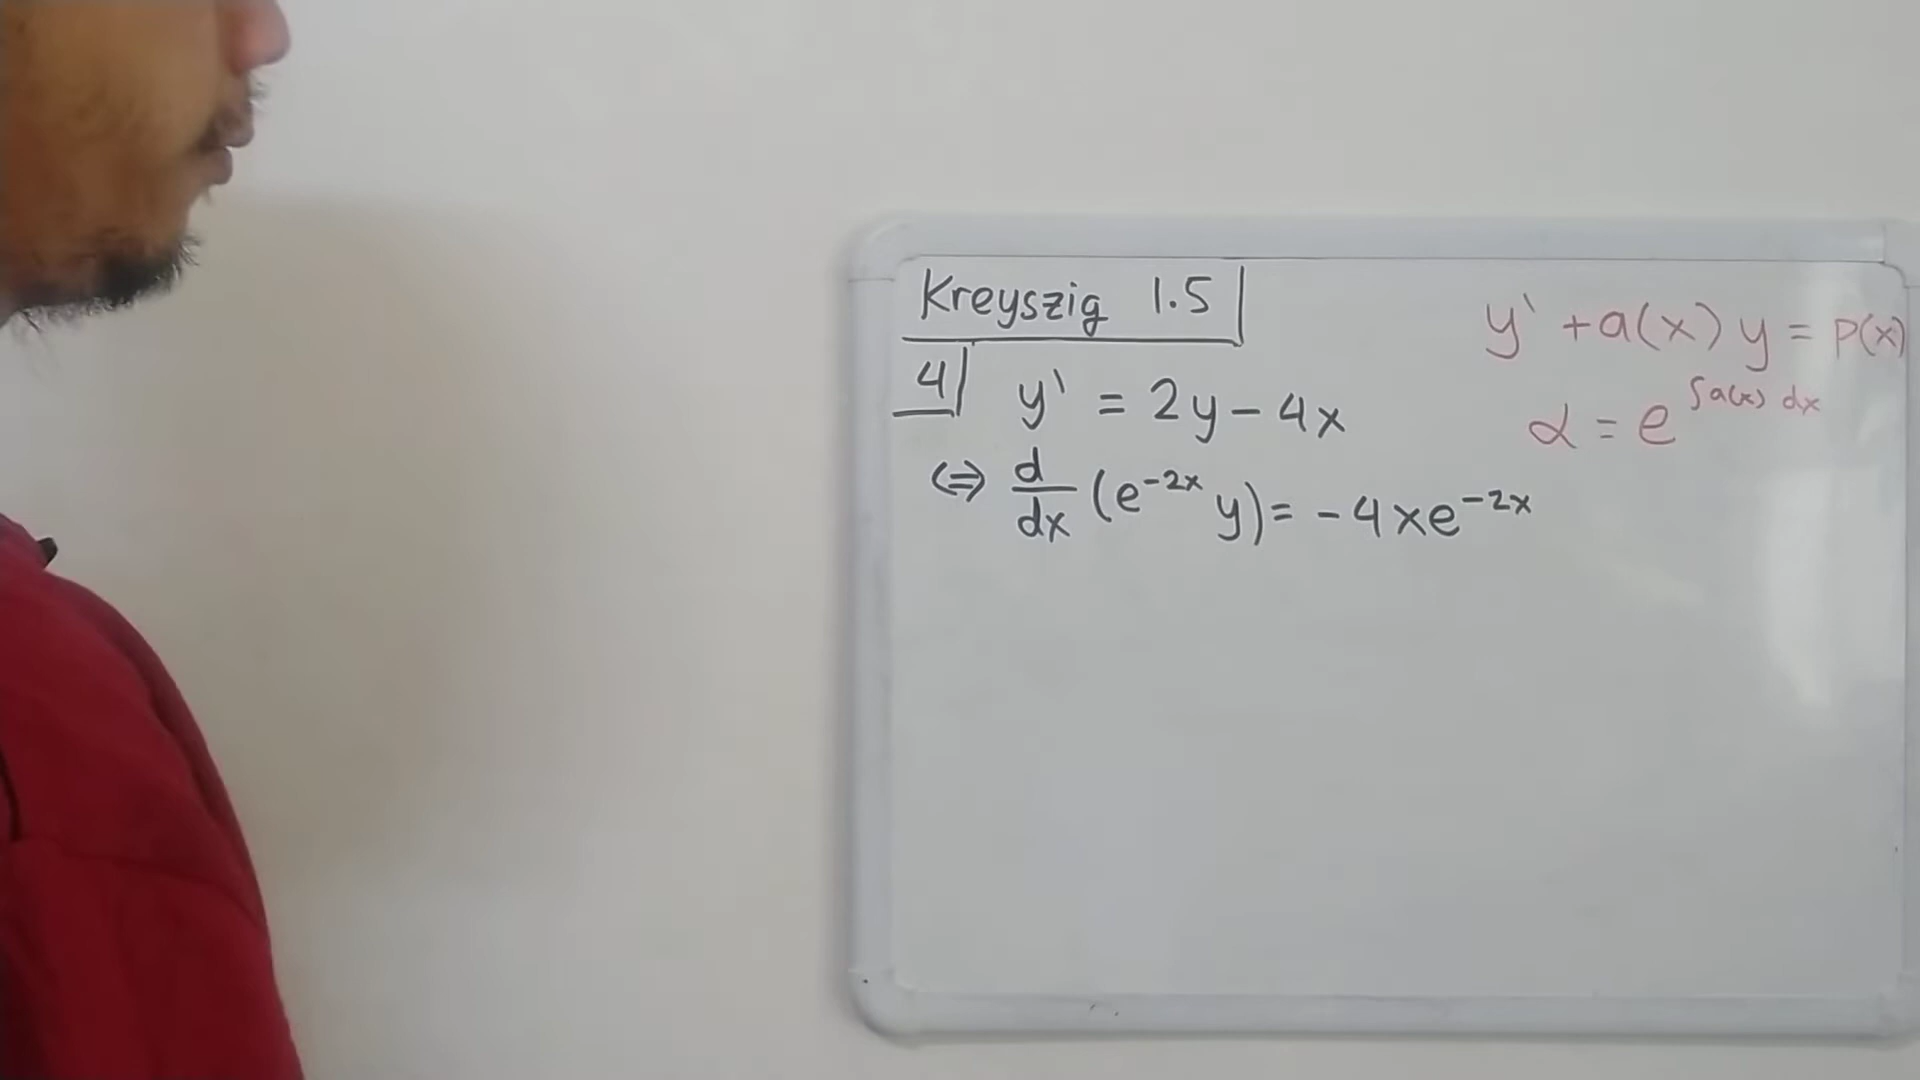 Kreyszig 1.5
4 y' = 2y - 4x
⇔ d/dx (e^-2x y) = -4xe^-2x
y' + a(x) y = p(x)
α = e^∫a(x) dx